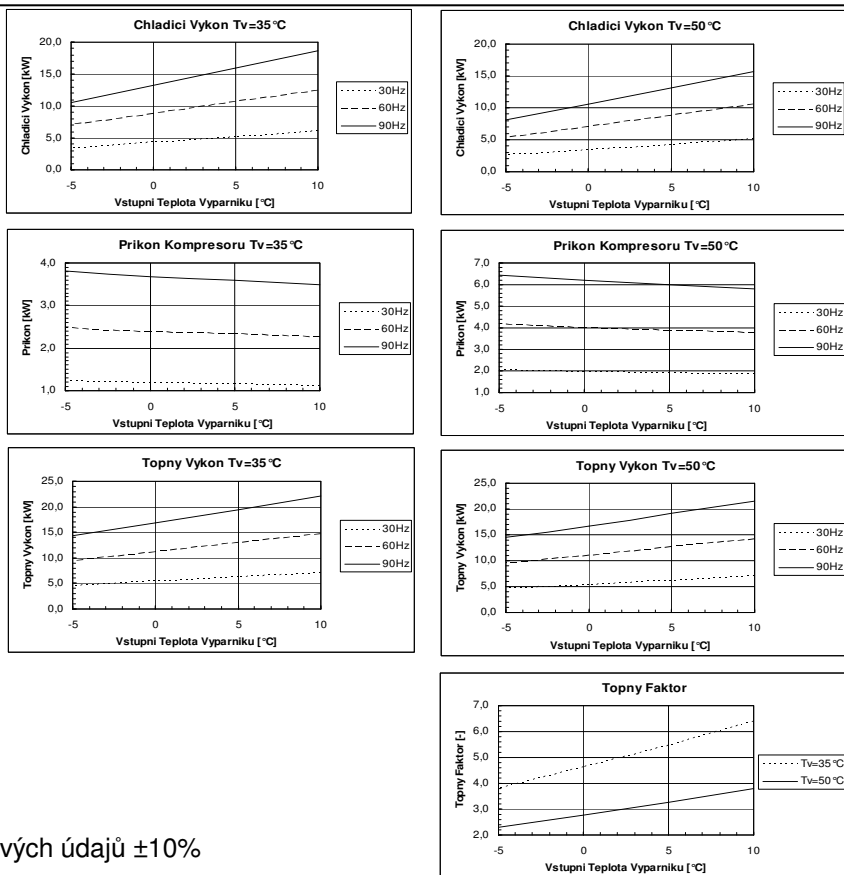 Chladici Vykon Tv=35°C
Chladici Vykon [kW]
20,0
15,0
10,0
5,0
0,0
-5 0 5 10
Vstupni Teplota Vyparniku [°C]
30Hz
60Hz
90Hz
Chladici Vykon Tv=50°C
Chladici Vykon [kW]
20,0
15,0
10,0
5,0
0,0
-5 0 5 10
Vstupni Teplota Vyparniku [°C]
30Hz
60Hz
90Hz
Prikon Kompresoru Tv=35°C
Prikon [kW]
4,0
3,0
2,0
1,0
-5 0 5 10
Vstupni Teplota Vyparniku [°C]
30Hz
60Hz
90Hz
Prikon Kompresoru Tv=50°C
Prikon [kW]
7,0
6,0
5,0
4,0
3,0
2,0
1,0
-5 0 5 10
Vstupni Teplota Vyparniku [°C]
30Hz
60Hz
90Hz
Topny Vykon Tv=35°C
Topny Vykon [kW]
25,0
20,0
15,0
10,0
5,0
0,0
-5 0 5 10
Vstupni Teplota Vyparniku [°C]
30Hz
60Hz
90Hz
Topny Vykon Tv=50°C
Topny Vykon [kW]
25,0
20,0
15,0
10,0
5,0
0,0
-5 0 5 10
Vstupni Teplota Vyparniku [°C]
30Hz
60Hz
90Hz
Topny Faktor
Topny Faktor [-]
7,0
6,0
5,0
4,0
3,0
2,0
-5 0 5 10
Vstupni Teplota Vyparniku [°C]
Tv=35°C
Tv=50°C
vých údajů ±10%